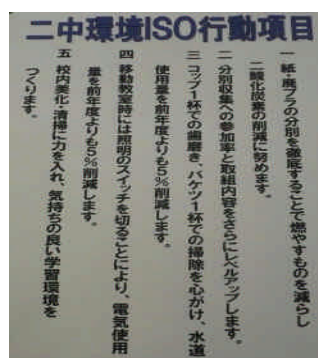 二中環境ISO行動項目
一 紙・廃プラの分別を徹底することで燃やすものを減らし
二酸化炭素の削減に努めます。
二 分別収集への参加率と取組内容をさらにレベルアップします。
三 コップ1杯での歯磨き、バケツ1杯での掃除を心がけ、水道
使用量を前年度よりも5%削減します。
四 移動教室時には照明のスイッチを切ることにより、電気使用
量を前年度よりも5%削減します。
五 校内美化・清掃に力を入れ、気持ちの良い学習環境を
つくります。